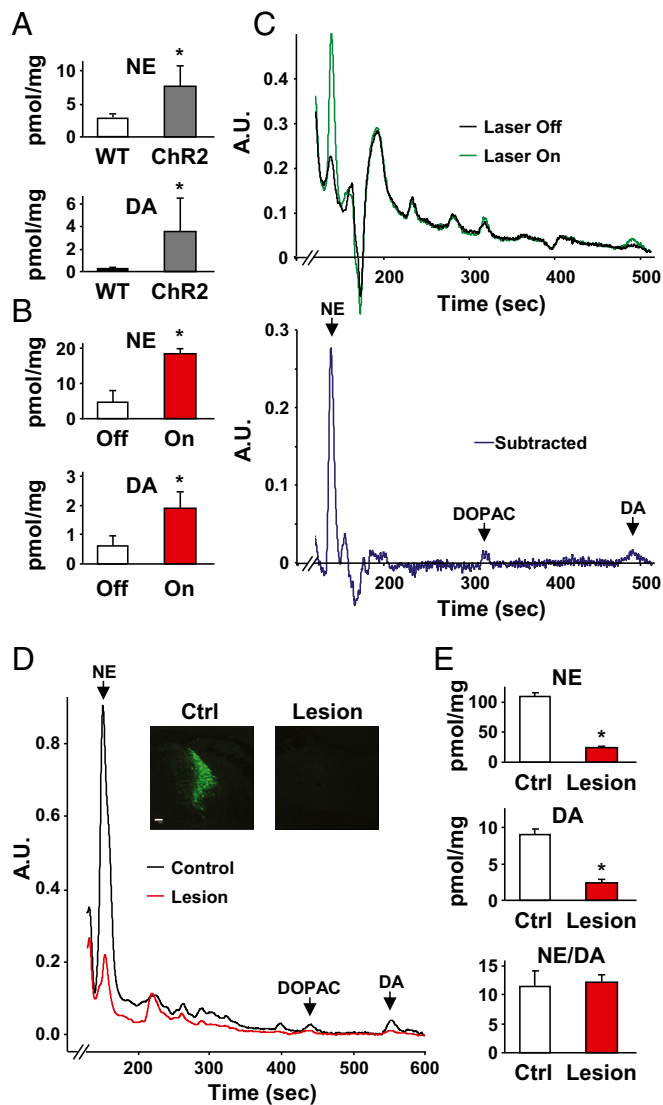 A
NE
pmol/mg
10
5
0
*
WT ChR2
DA
pmol/mg
6
4
2
0
*
WT ChR2
B
NE
pmol/mg
20
10
0
*
Off On
DA
pmol/mg
3
2
1
0
*
Off On
C
A.U.
0.4
0.3
0.2
0.1
0
Laser Off
Laser On
200 300 400 500
Time (sec)
NE
A.U.
0.3
0.2
0.1
0
Subtracted
DOPAC
DA
200 300 400 500
Time (sec)
D
NE
A.U.
0.8
0.6
0.4
0.2
0.0
Ctrl Lesion
Control
Lesion
DOPAC
DA
200 300 400 500 600
Time (sec)
E
NE
pmol/mg
100
50
0
*
Ctrl Lesion
DA
pmol/mg
10
5
0
*
Ctrl Lesion
NE/DA
15
10
5
0
Ctrl Lesion